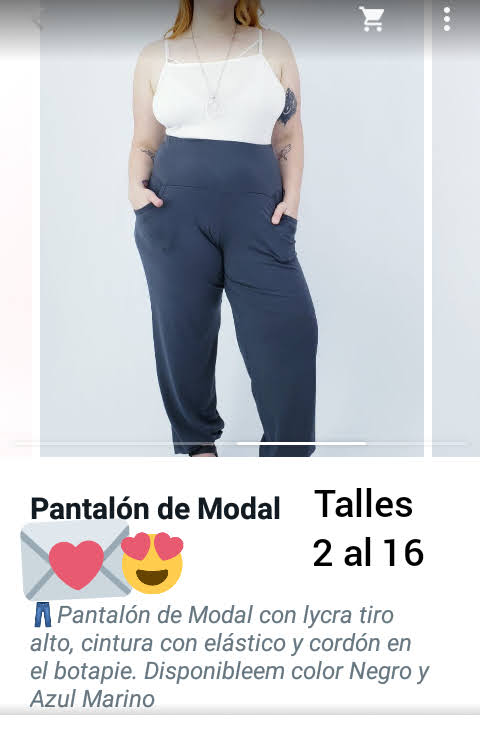 Pantalón de Modal
Talles
2 al 16
👖Pantalón de Modal con lycra tiro
alto, cintura con elástico y cordón en
el botapie. Disponibleem color Negro y
Azul Marino